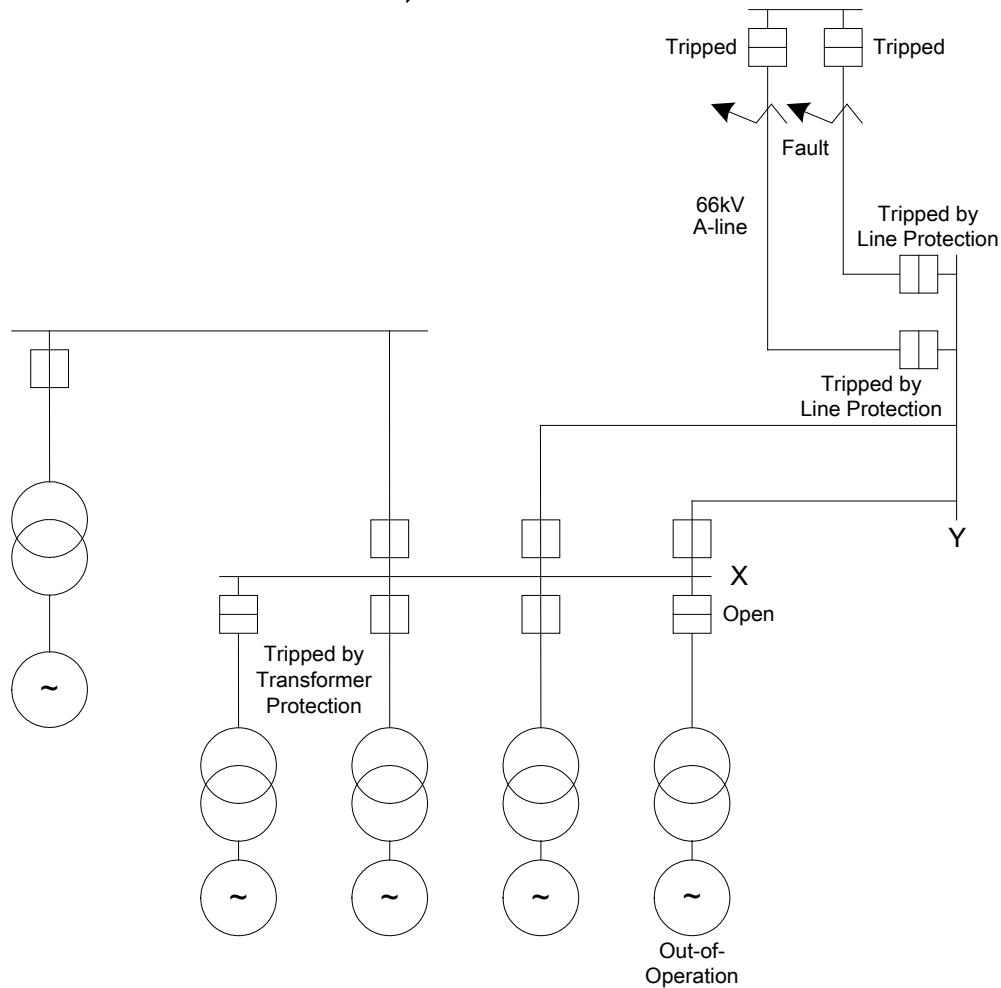 Tripped
Tripped
Fault
66kV
A-line
Tripped by
Line Protection
Tripped by
Line Protection
Y
X
Open
Tripped by
Transformer
Protection
~
~
~
~
~
Out-of-
Operation